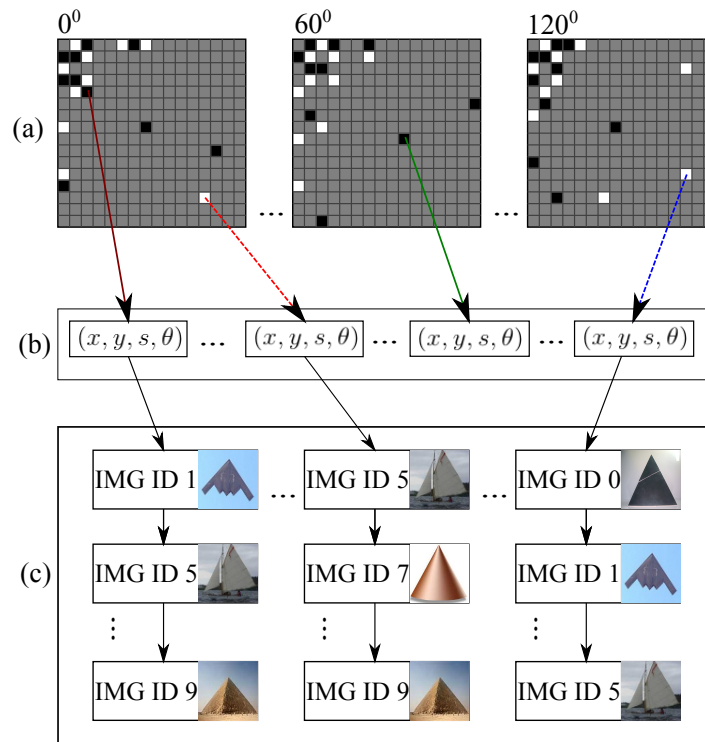 0⁰ 60⁰ 120⁰
(a)
... ...
(b) (x, y, s, θ) ... (x, y, s, θ) ... (x, y, s, θ) ... (x, y, s, θ)
IMG ID 1 ... IMG ID 5 ... IMG ID 0
(c) IMG ID 5 IMG ID 7 IMG ID 1
⋮ ⋮ ⋮
IMG ID 9 IMG ID 9 IMG ID 5